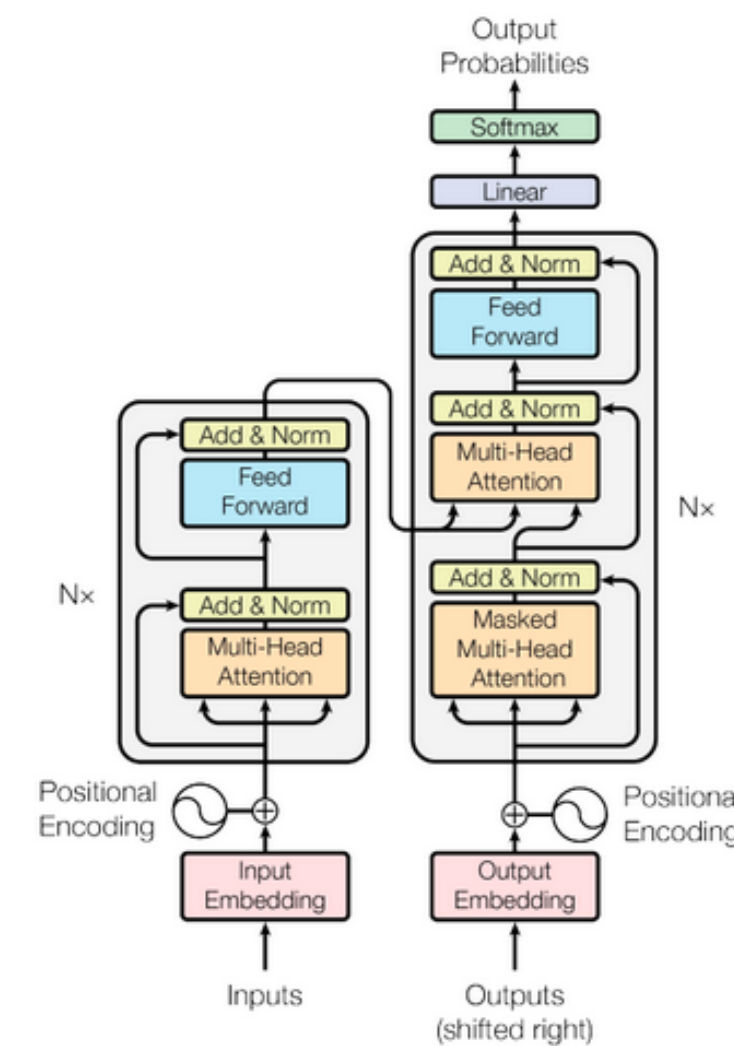 Output
Probabilities
Softmax
Linear
Add & Norm
Feed
Forward
Add & Norm
Multi-Head
Attention
Add & Norm
Masked
Multi-Head
Attention
N×
Add & Norm
Feed
Forward
Add & Norm
Multi-Head
Attention
N×
Positional
Encoding
Positiona
Encoding
Input
Embedding
Output
Embedding
Inputs
Outputs
(shifted right)